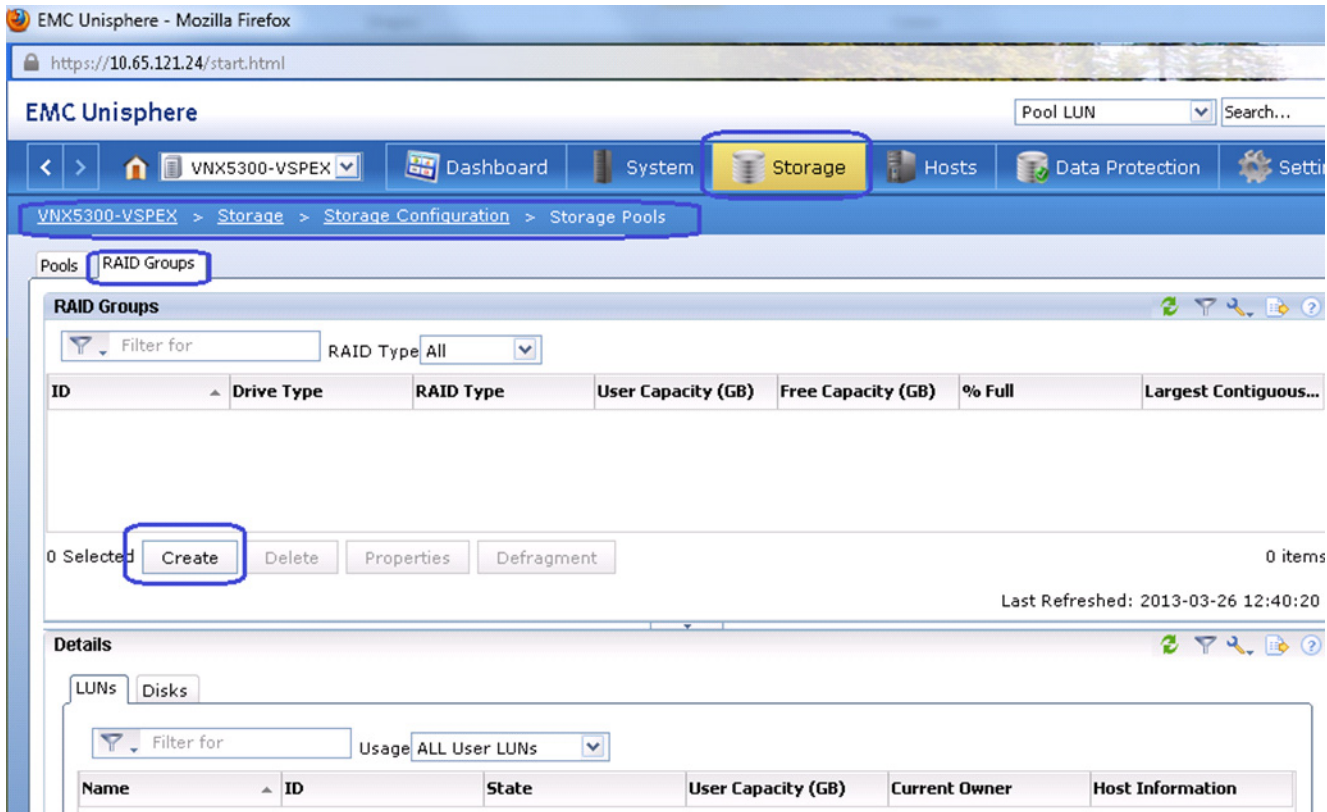 EMC Unisphere - Mozilla Firefox
https://10.65.121.24/start.html
EMC Unisphere
Pool LUN
Search...
VNX5300-VSPEX
Dashboard
System
Storage
Hosts
Data Protection
Setti
VNX5300-VSPEX > Storage > Storage Configuration > Storage Pools
Pools
RAID Groups
RAID Groups
Filter for
RAID Type All
ID Drive Type RAID Type User Capacity (GB) Free Capacity (GB) % Full Largest Contiguous...
0 Selected Create Delete Properties Defragment 0 items
Last Refreshed: 2013-03-26 12:40:20
Details
LUNs
Disks
Filter for
Usage ALL User LUNs
Name ID State User Capacity (GB) Current Owner Host Information